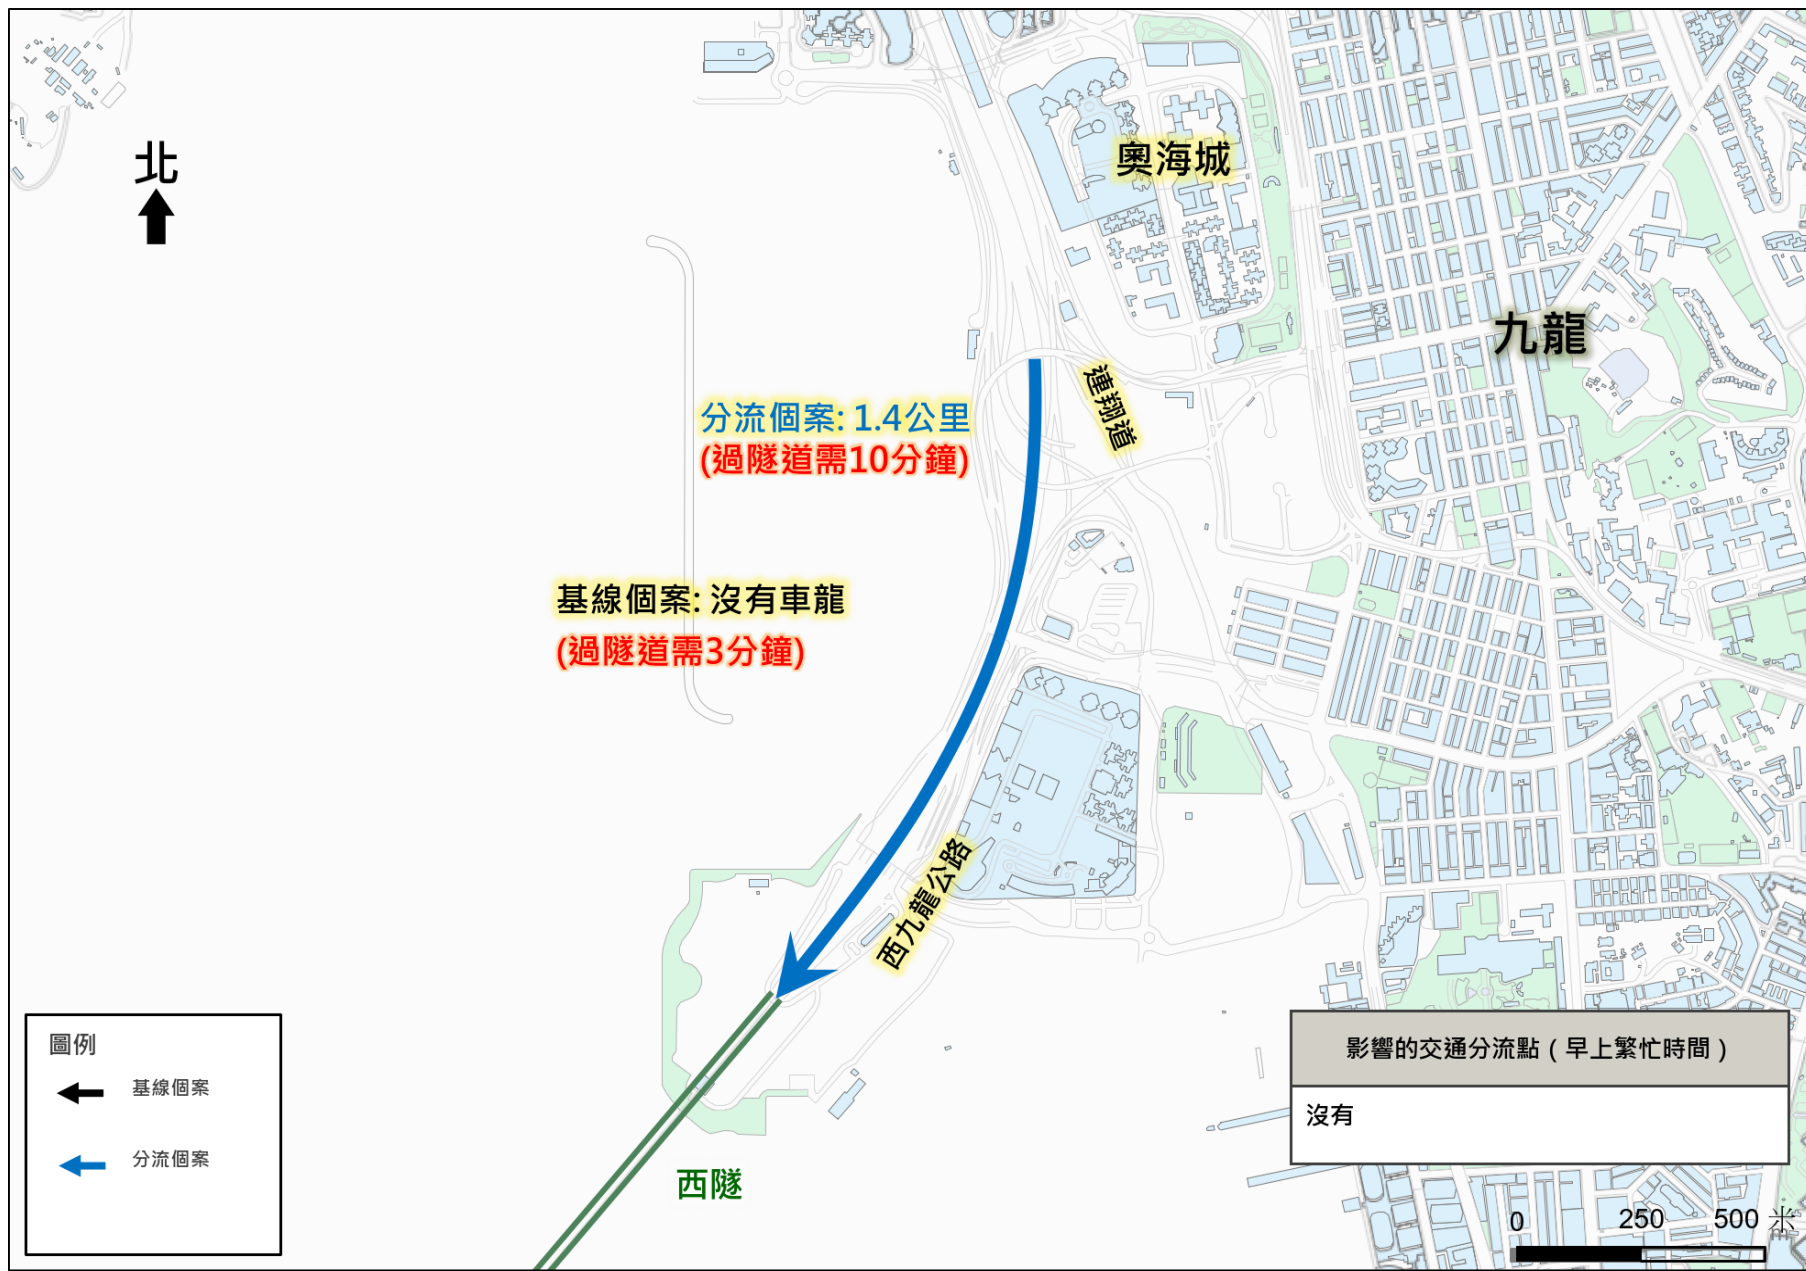 北
奧海城
九龍
連翔道
分流個案: 1.4公里
(過隧道需10分鐘)
基線個案: 沒有車龍
(過隧道需3分鐘)
西九龍公路
西隧
圖例
基線個案
分流個案
影響的交通分流點 ( 早上繁忙時間 )
沒有
0 250 500 米